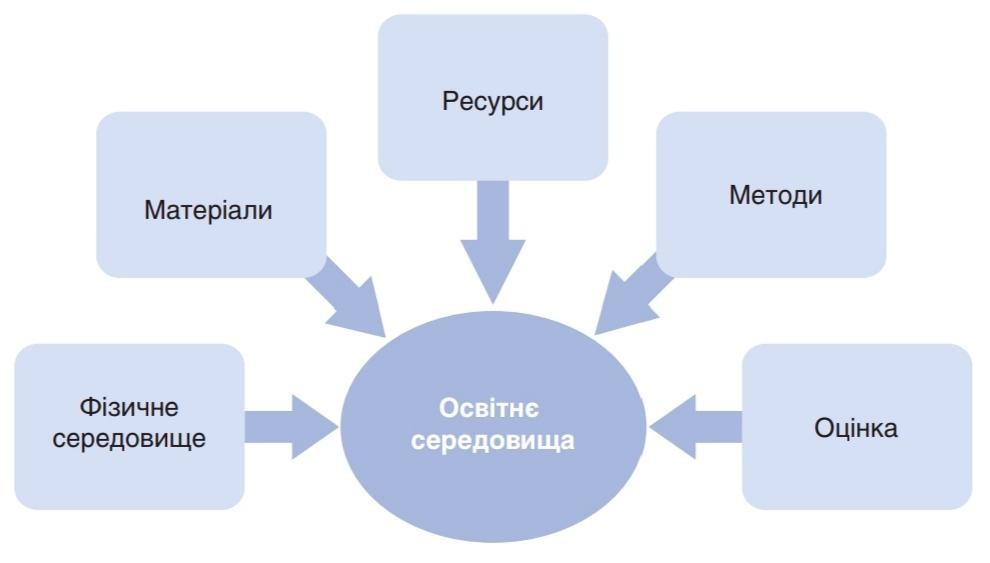 Ресурси
Матеріали
Методи
Фізичне
середовище
Освітнє
середовища
Оцінка